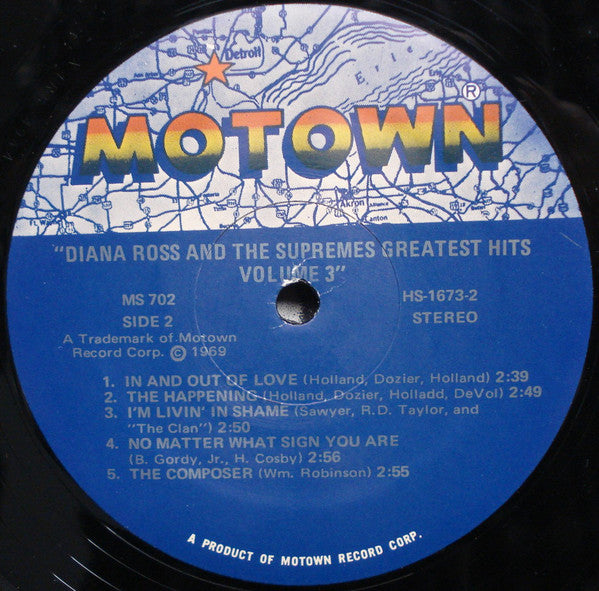 Detroit
Erie
MOTOWN®
Akron
Canton
"DIANA ROSS AND THE SUPREMES GREATEST HITS
VOLUME 3"
MS 702 HS-1673-2
SIDE 2 STEREO
A Trademark of Motown
Record Corp. © 1969
1. IN AND OUT OF LOVE (Holland, Dozier, Holland) 2:39
2. THE HAPPENING (Holland, Dozier, Holladd, DeVol) 2:49
3. I'M LIVIN' IN SHAME (Sawyer, R.D. Taylor, and
"The Clan") 2:50
4. NO MATTER WHAT SIGN YOU ARE
(B. Gordy, Jr., H. Cosby) 2:56
5. THE COMPOSER (Wm. Robinson) 2:55
A PRODUCT OF MOTOWN RECORD CORP.